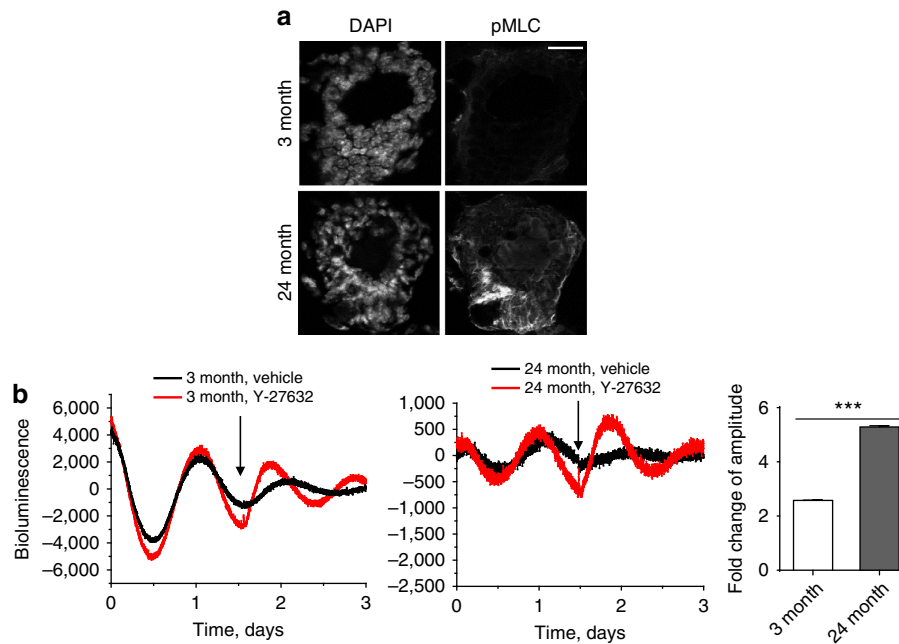 a
DAPI pMLC
3 month
24 month
b
3 month, vehicle
3 month, Y-27632
6,000
4,000
2,000
0
–2,000
–4,000
–6,000
Bioluminescence
0 1 2 3
Time, days
24 month, vehicle
24 month, Y-27632
1,000
500
0
–500
–1,000
–1,500
–2,000
–2,500
0 1 2 3
Time, days
***
6
4
2
0
Fold change of amplitude
3 month
24 month